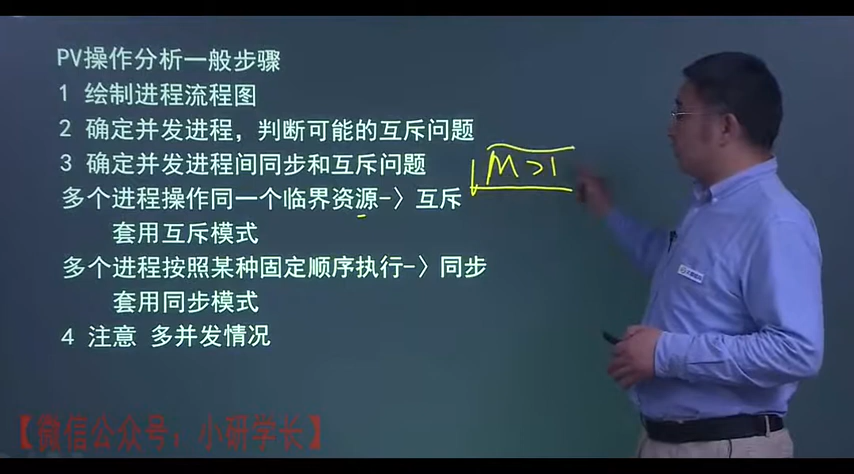 PV操作分析一般步骤
1 绘制进程流程图
2 确定并发进程，判断可能的互斥问题
3 确定并发进程间同步和互斥问题
M>1
多个进程操作同一个临界资源-〉互斥
套用互斥模式
多个进程按照某种固定顺序执行-〉同步
套用同步模式
4 注意 多并发情况
【微信公众号：小研学长】